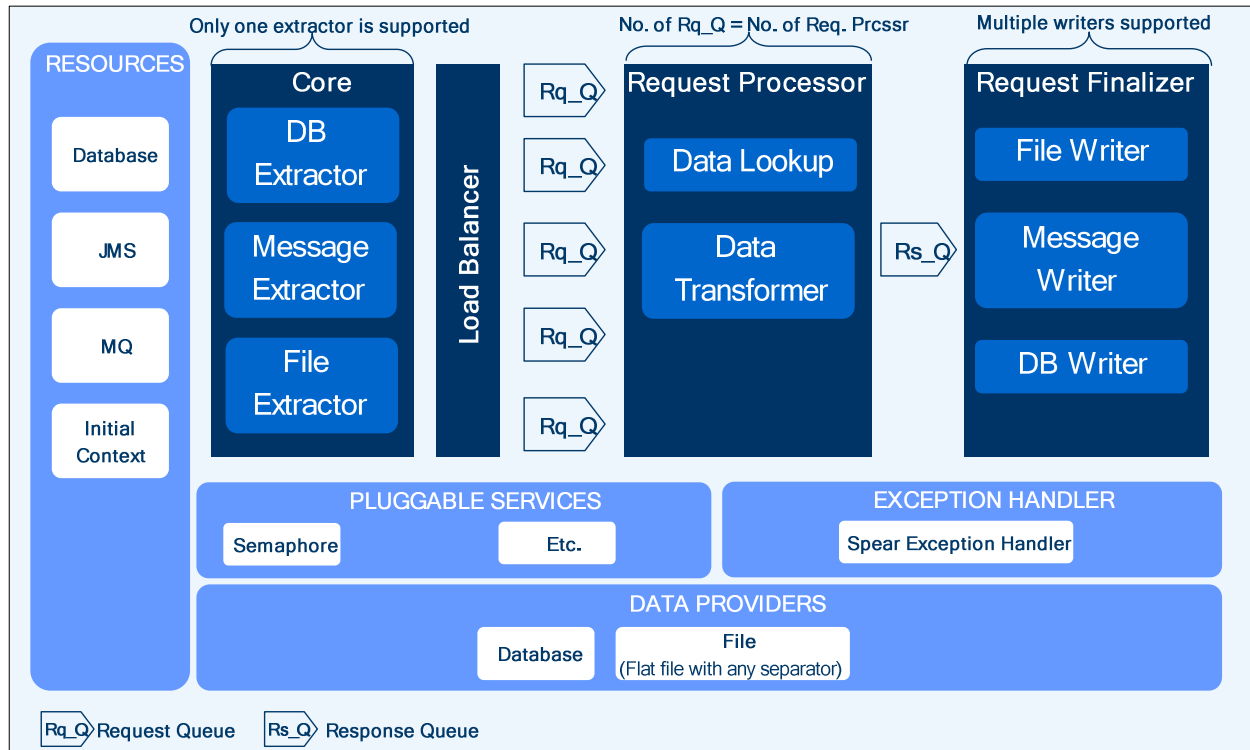 Only one extractor is supported
No. of Rq_Q = No. of Req. Prcssr
Multiple writers supported
RESOURCES
Database
JMS
MQ
Initial
Context
Core
DB
Extractor
Message
Extractor
File
Extractor
Load Balancer
Rq_Q
Rq_Q
Rq_Q
Rq_Q
Rq_Q
Request Processor
Data Lookup
Data
Transformer
Rs_Q
Request Finalizer
File Writer
Message
Writer
DB Writer
PLUGGABLE SERVICES
Semaphore
Etc.
EXCEPTION HANDLER
Spear Exception Handler
DATA PROVIDERS
Database
File
(Flat file with any separator)
Rq_Q Request Queue
Rs_Q Response Queue